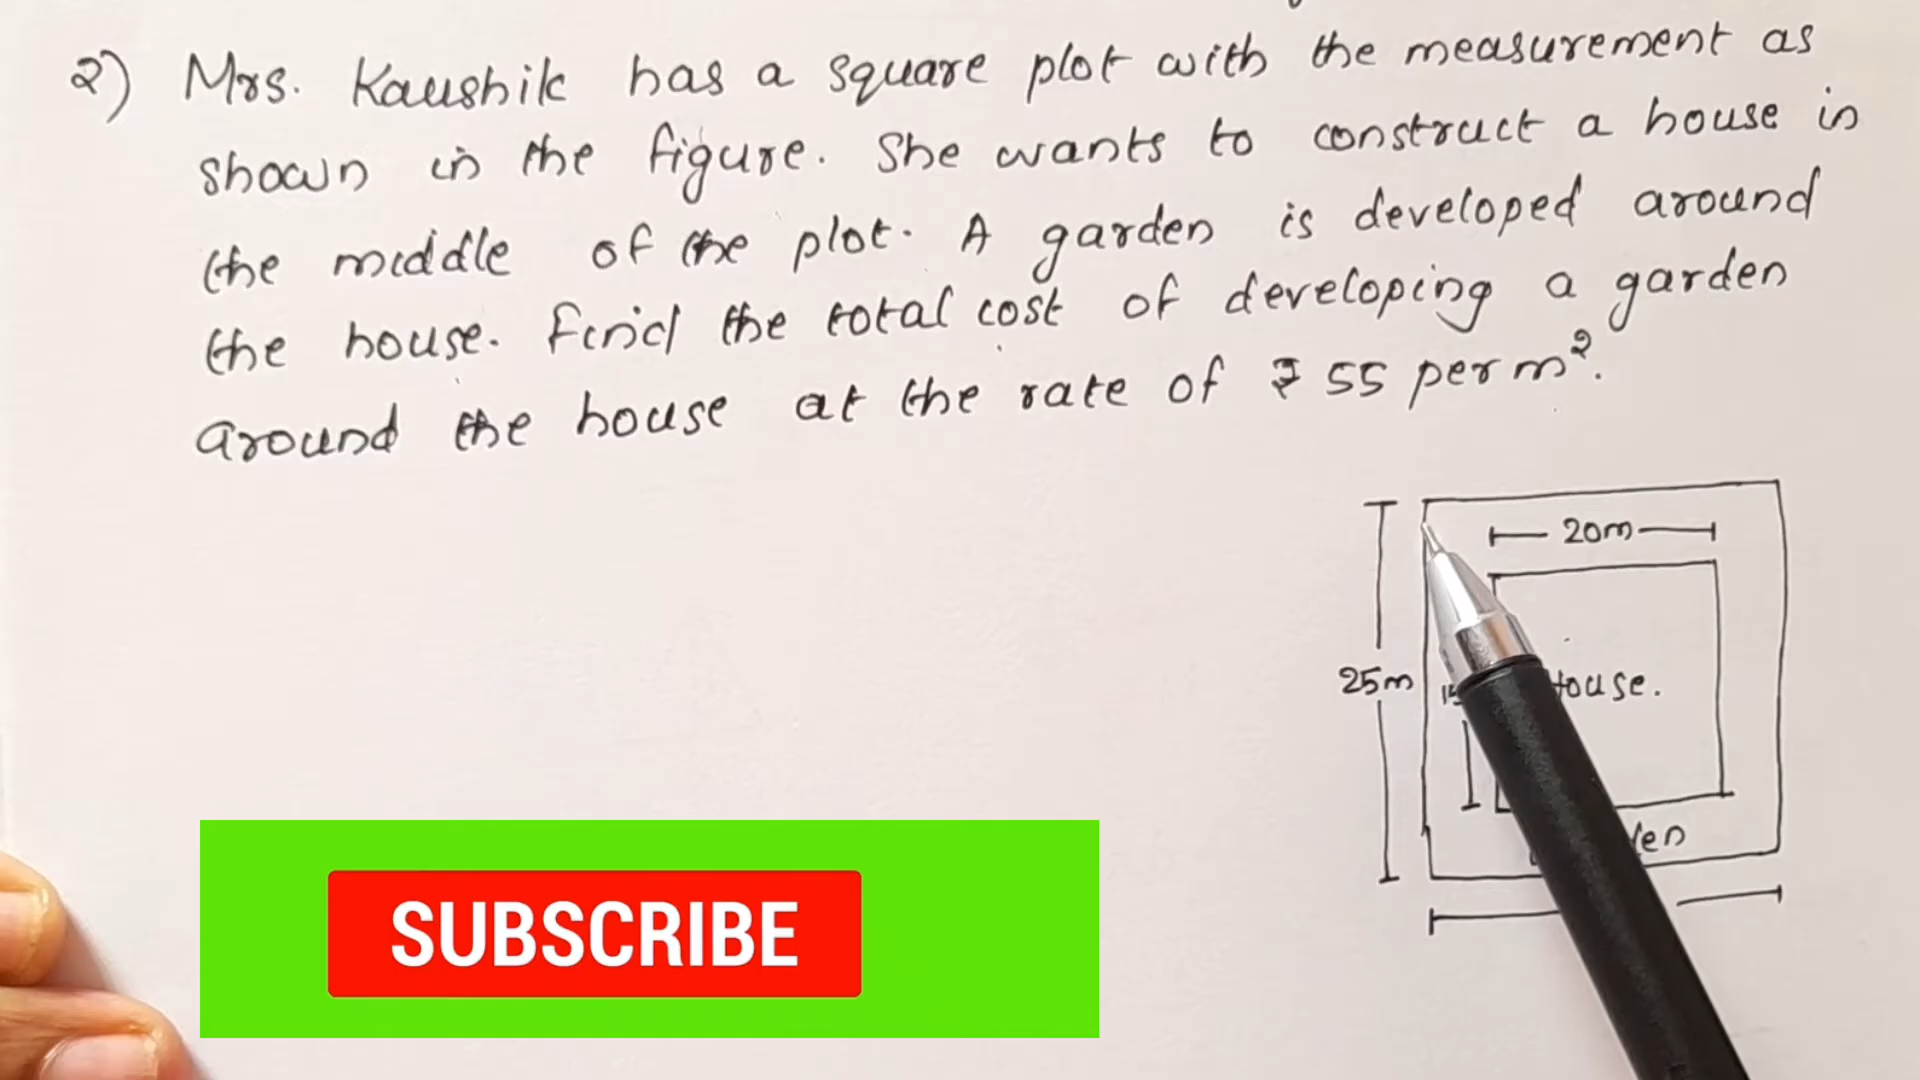 2) Mrs. Kaushik has a square plot with the measurement as
shown in the figure. She wants to construct a house in
the middle of the plot. A garden is developed around
the house. Find the total cost of developing a garden
around the house at the rate of ₹ 55 per m².
20m
25m
House.
SUBSCRIBE